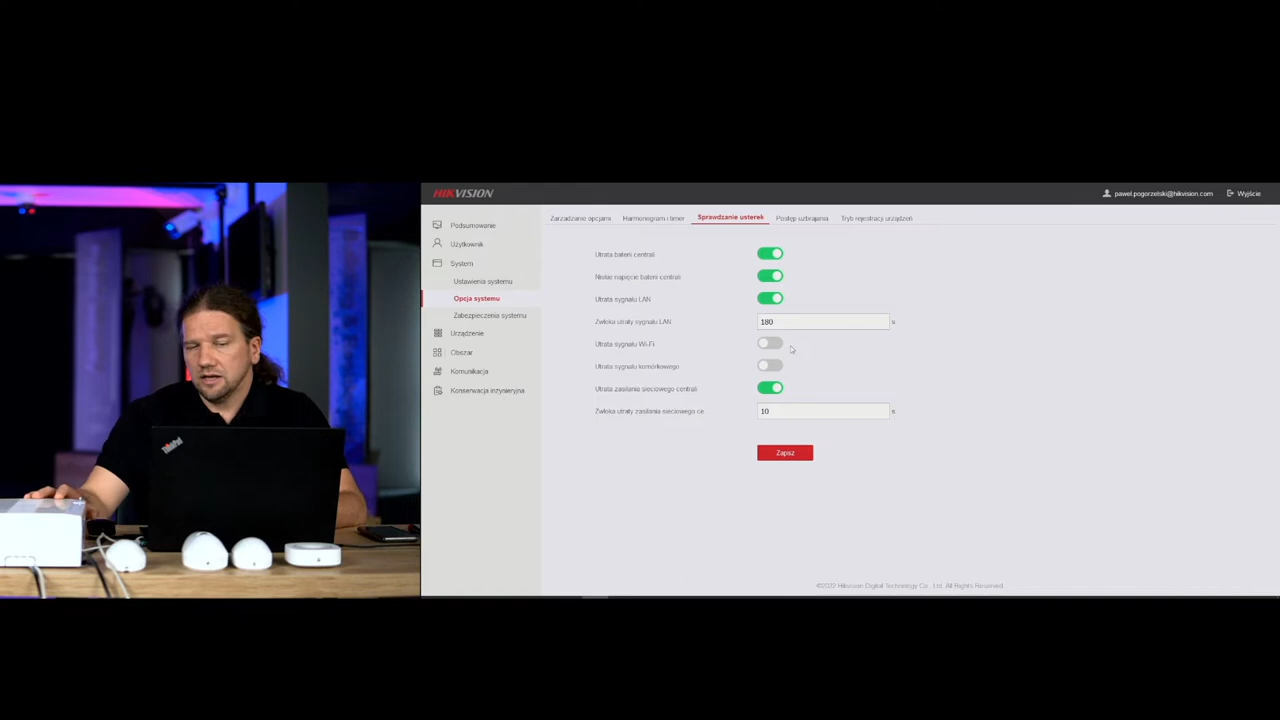 HIKVISION
pawel.pogorzelski@hikvision.com
Wyjście
Podsumowanie
Użytkownik
System
Ustawienia systemu
Opcja systemu
Zabezpieczenia systemu
Urządzenie
Obszar
Komunikacja
Konserwacja inżynieryjna
Zarządzanie opcjami
Harmonogram i timer
Sprawdzanie usterek
Postęp uzbrajania
Tryb rejestracji urządzeń
Utrata baterii centrali
Niskie napięcie baterii centrali
Utrata sygnału LAN
Zwłoka utraty sygnału LAN
180
s
Utrata sygnału Wi-Fi
Utrata sygnału komórkowego
Utrata zasilania sieciowego centrali
Zwłoka utraty zasilania sieciowego ce
10
s
Zapisz
©2022 Hikvision Digital Technology Co., Ltd. All Rights Reserved.
ThinkPad